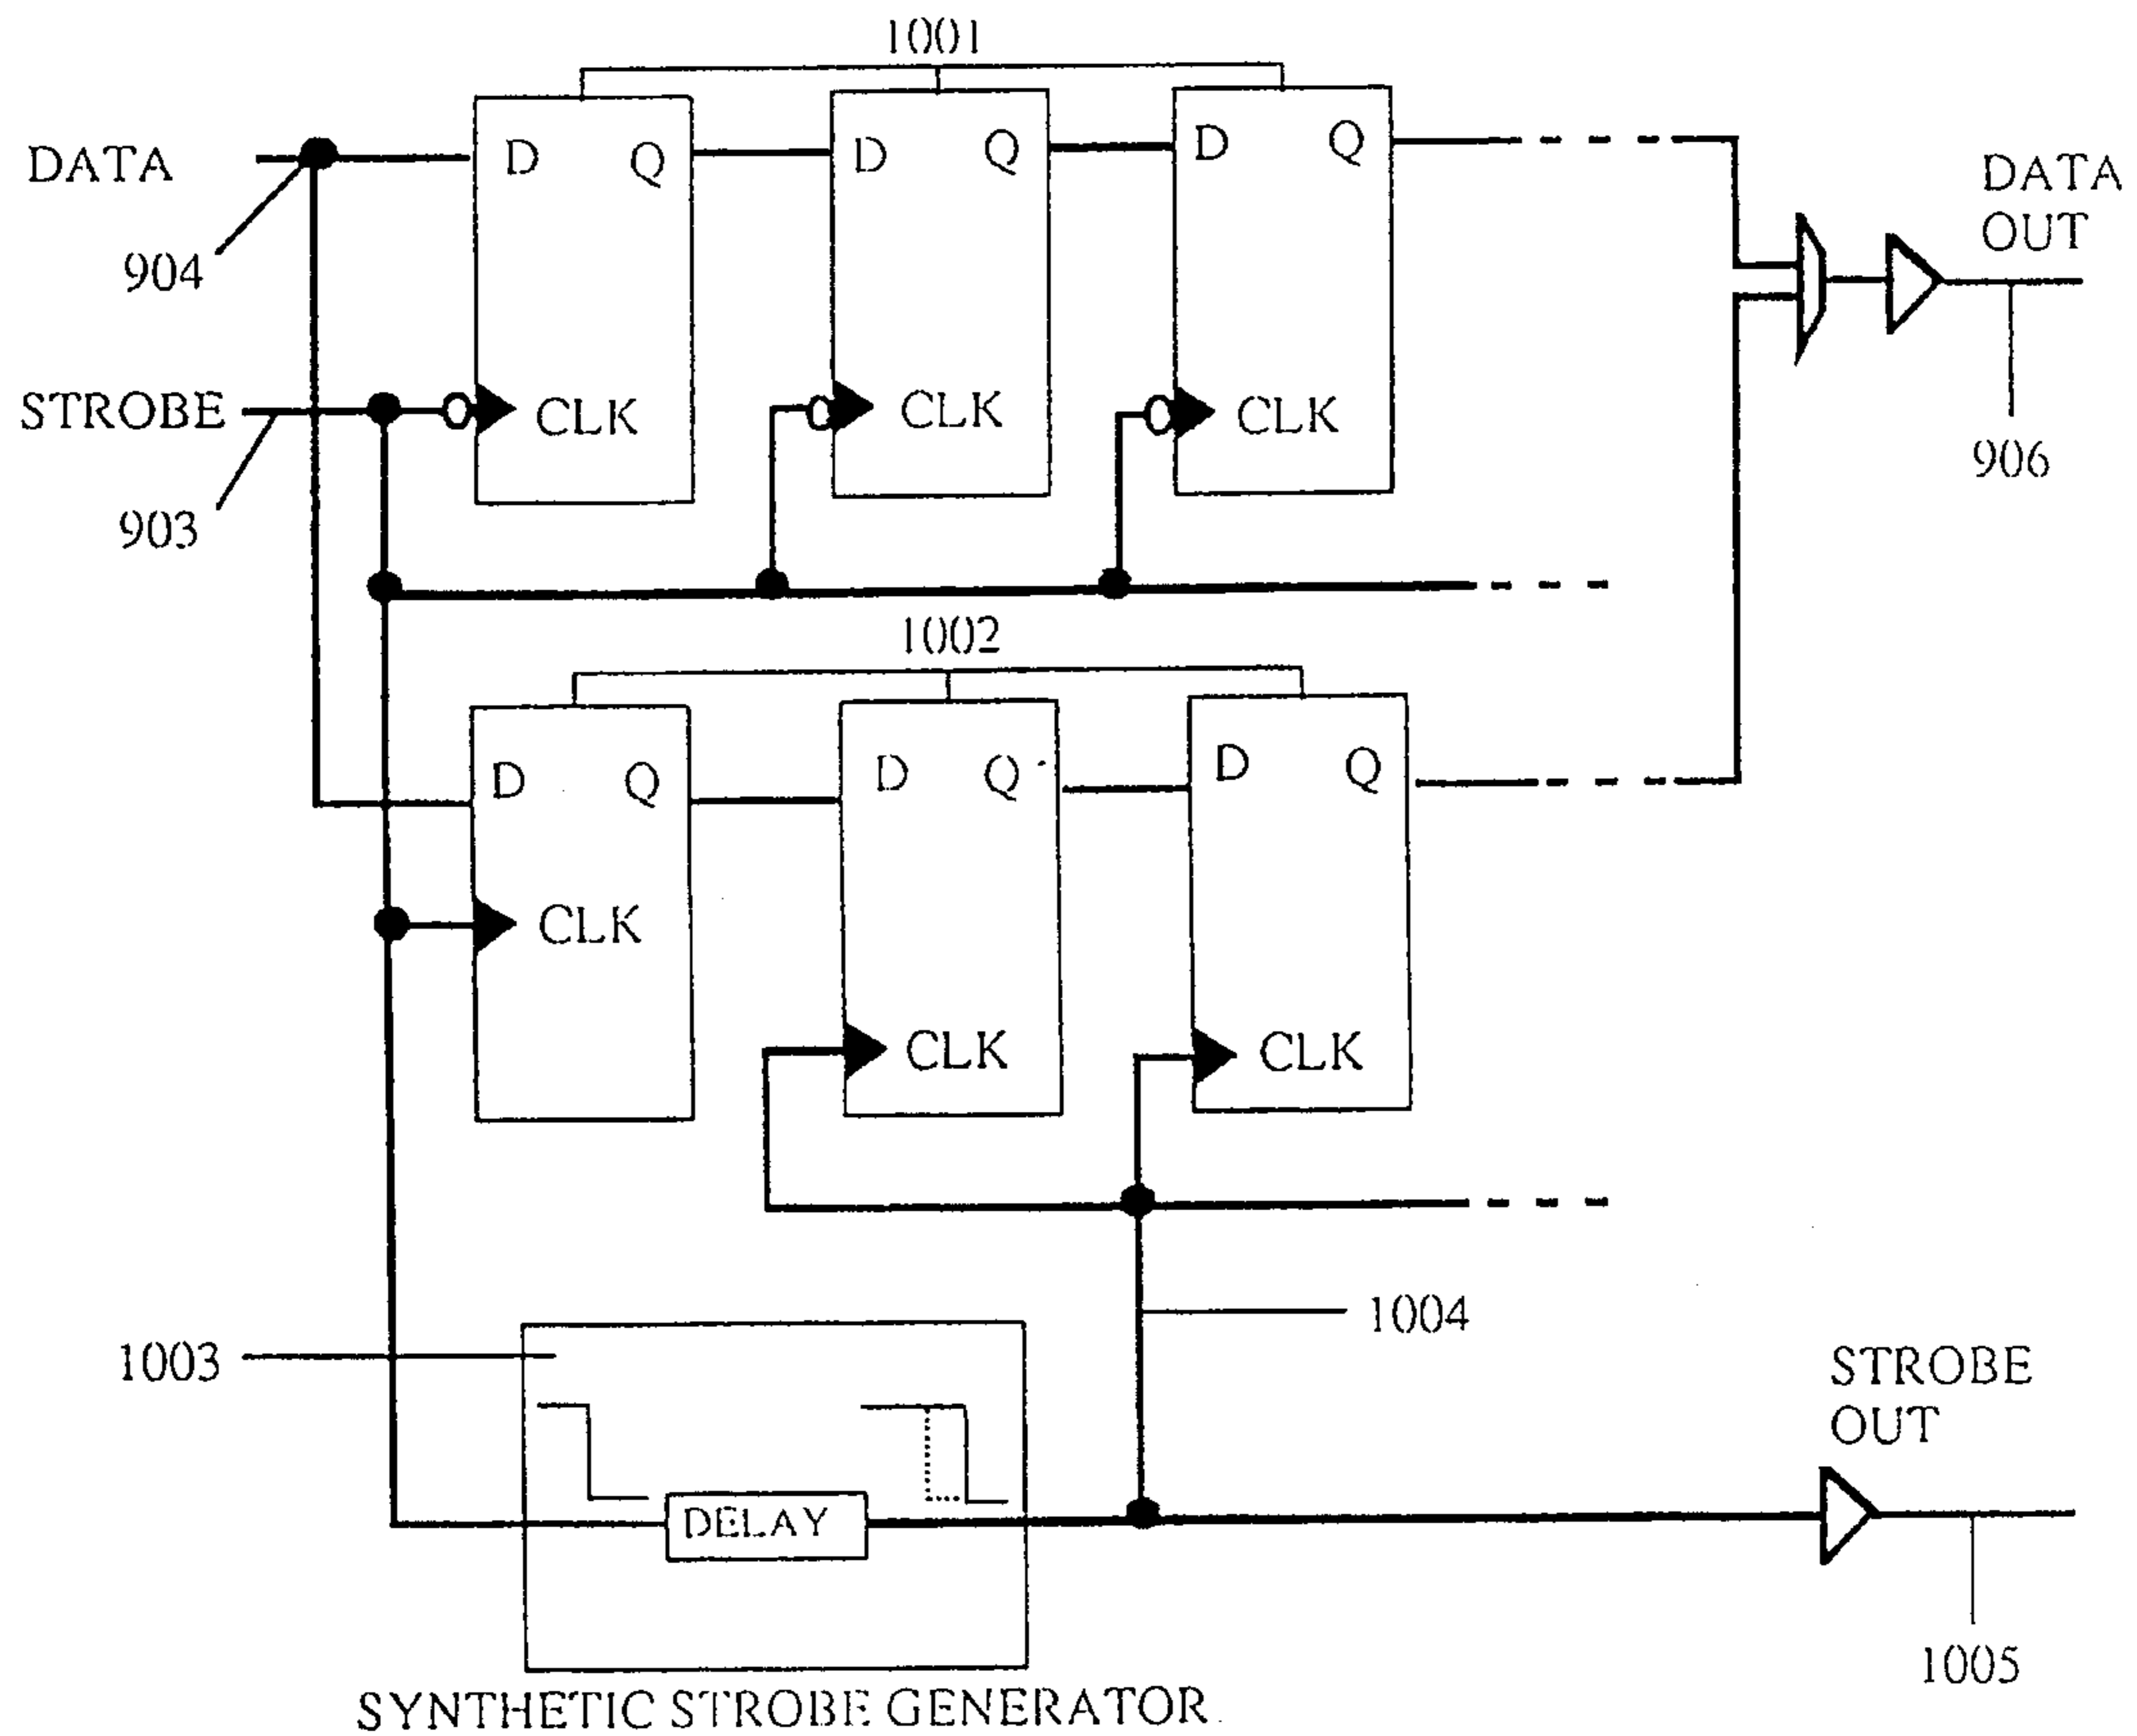 1001
DATA
D Q
D Q
D Q
DATA
OUT
904
STROBE
CLK
CLK
CLK
906
903
1002
D Q
D Q
D Q
CLK
CLK
CLK
1004
1003
STROBE
OUT
DELAY
1005
SYNTHETIC STROBE GENERATOR